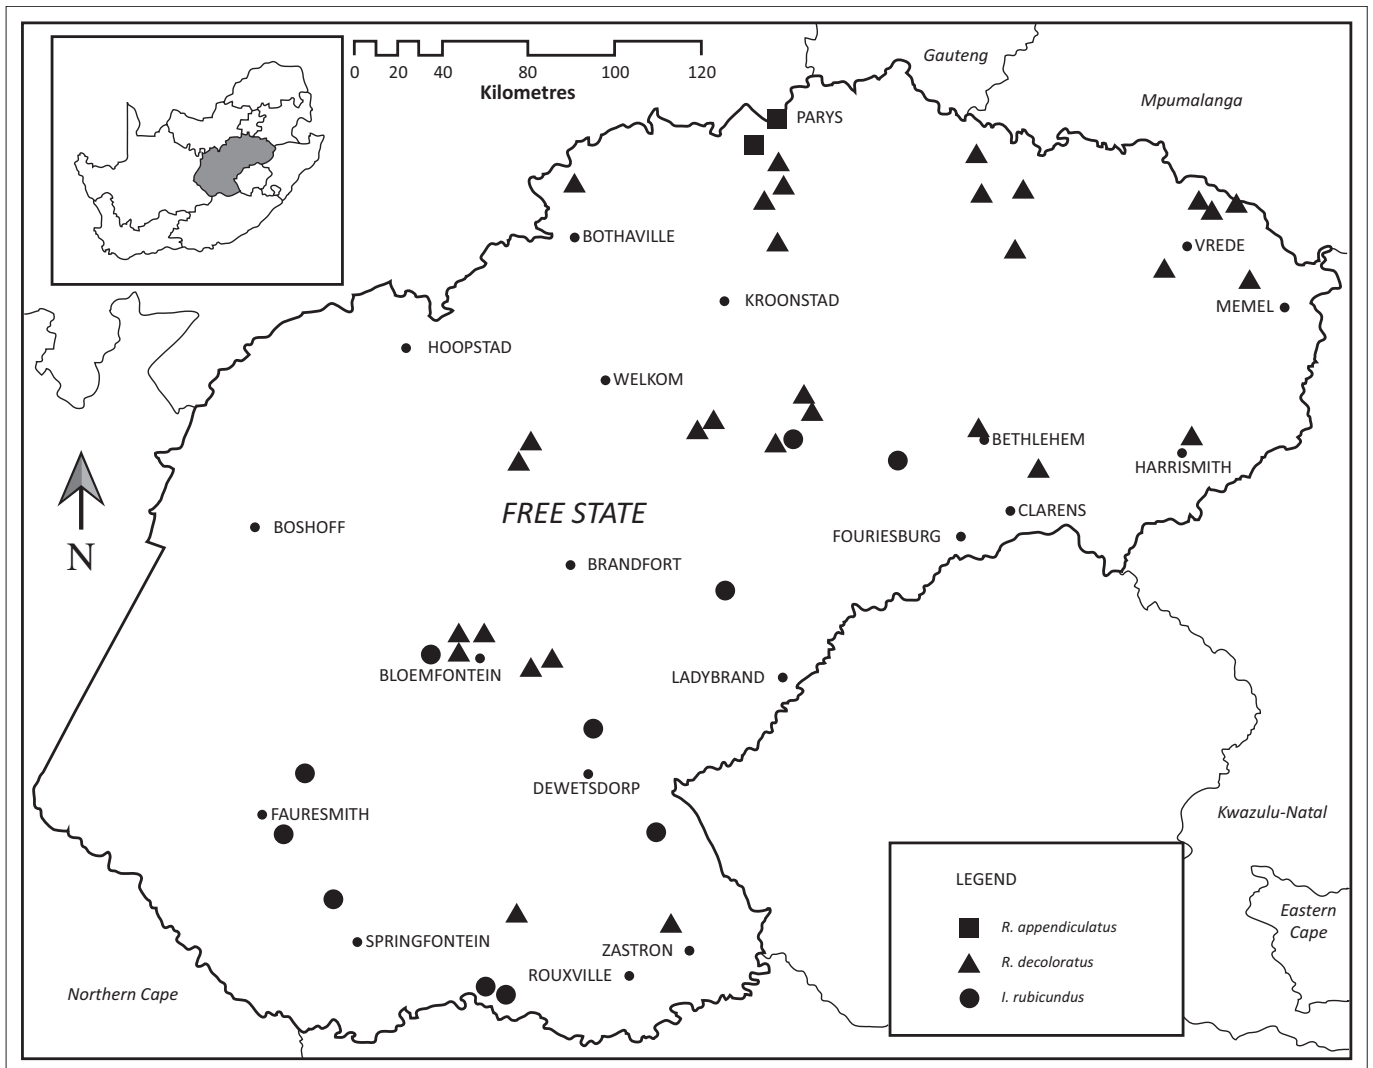 Gauteng
Mpumalanga
0 20 40 80 100 120
Kilometres
PARYS
BOTHAVILLE
VREDE
KROONSTAD
MEMEL
HOOPSTAD
WELKOM
BETHLEHEM
HARRISMITH
FREE STATE
CLARENS
BOSHOFF
FOURIESBURG
N
BRANDFORT
BLOEMFONTEIN
LADYBRAND
DEWETSDORP
FAURESMITH
Kwazulu-Natal
LEGEND
R. appendiculatus
R. decoloratus
I. rubicundus
Eastern
Cape
SPRINGFONTEIN
ZASTRON
ROUXVILLE
Northern Cape